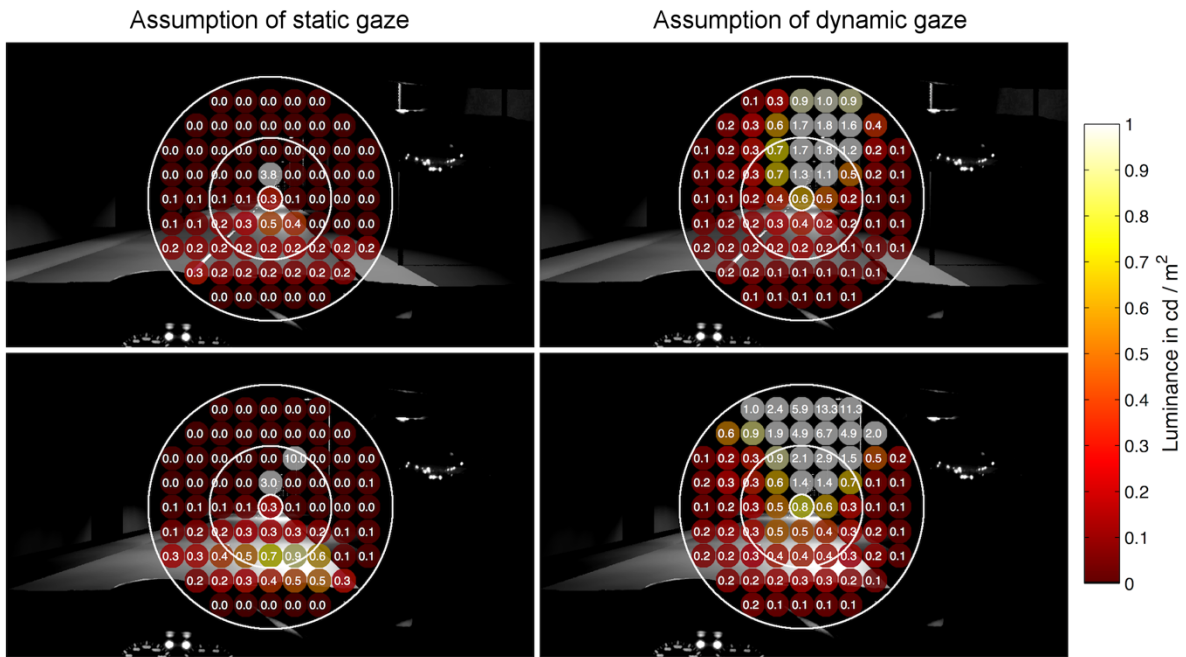 Assumption of static gaze
Assumption of dynamic gaze
0.0 0.0 0.0 0.0 0.0
0.0 0.0 0.0 0.0 0.0 0.0 0.0
0.0 0.0 0.0 0.0 0.0 0.0 0.0 0.0 0.0
0.0 0.0 0.0 0.0 3.8 0.0 0.0 0.0 0.0
0.1 0.1 0.1 0.1 0.3 0.1 0.0 0.0 0.0
0.1 0.1 0.2 0.3 0.5 0.4 0.0 0.0 0.0
0.2 0.2 0.2 0.2 0.2 0.2 0.2 0.2 0.2
0.3 0.2 0.2 0.2 0.2 0.2 0.2
0.0 0.0 0.0 0.0 0.0
0.1 0.3 0.9 1.0 0.9
0.2 0.3 0.6 1.7 1.8 1.6 0.4
0.1 0.2 0.3 0.7 1.7 1.8 1.2 0.2 0.1
0.1 0.2 0.3 0.7 1.3 1.1 0.5 0.2 0.1
0.1 0.1 0.2 0.4 0.6 0.5 0.2 0.1 0.1
0.1 0.1 0.2 0.3 0.4 0.2 0.2 0.1 0.1
0.2 0.2 0.2 0.2 0.2 0.1 0.1 0.1 0.1
0.2 0.2 0.1 0.1 0.1 0.1 0.1
0.1 0.1 0.1 0.1 0.1
0.0 0.0 0.0 0.0 0.0
0.0 0.0 0.0 0.0 0.0 0.0 0.0
0.0 0.0 0.0 0.0 0.0 10.0 0.0 0.0 0.0
0.0 0.0 0.0 0.0 3.0 0.0 0.0 0.0 0.1
0.1 0.1 0.1 0.1 0.3 0.1 0.0 0.0 0.0
0.1 0.1 0.2 0.3 0.3 0.3 0.2 0.1 0.1
0.3 0.3 0.4 0.5 0.7 0.9 0.6 0.1 0.1
0.2 0.2 0.3 0.4 0.5 0.5 0.3
0.0 0.0 0.0 0.0 0.0
1.0 2.4 5.9 13.3 11.3
0.6 0.9 1.9 4.9 6.7 4.9 2.0
0.1 0.2 0.3 0.9 2.1 2.9 1.5 0.5 0.2
0.2 0.3 0.3 0.6 1.4 1.4 0.7 0.1 0.1
0.1 0.2 0.3 0.5 0.8 0.6 0.3 0.1 0.1
0.1 0.2 0.3 0.5 0.5 0.4 0.3 0.2 0.1
0.2 0.2 0.3 0.4 0.4 0.4 0.3 0.2 0.1
0.2 0.2 0.2 0.3 0.3 0.2 0.1
0.2 0.1 0.1 0.1
1
0.9
0.8
0.7
0.6
0.5
0.4
0.3
0.2
0.1
0
Luminance in cd / m²